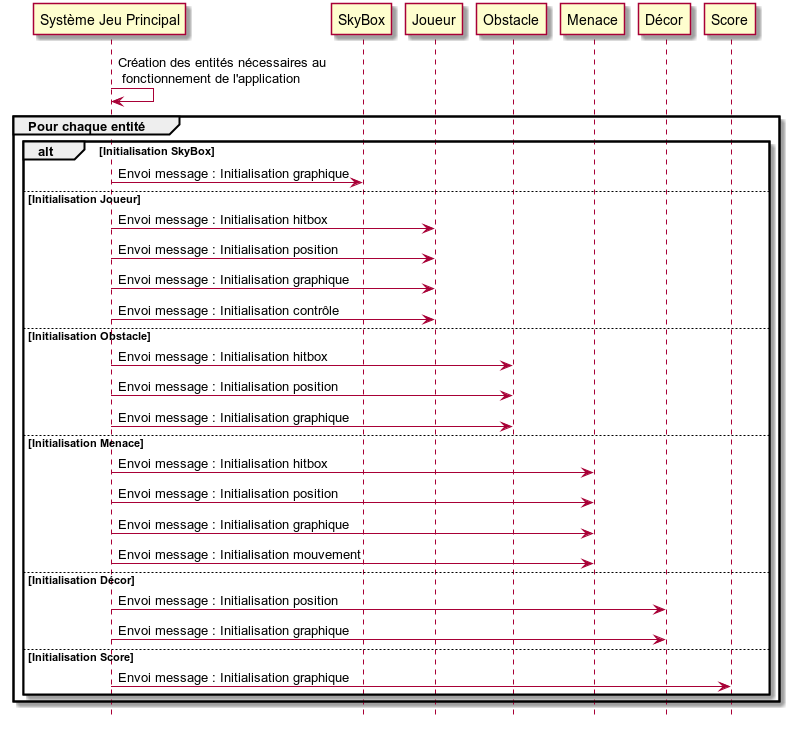 Système Jeu Principal SkyBox Joueur Obstacle Menace Décor Score
Création des entités nécessaires au
fonctionnement de l'application
Pour chaque entité
alt [Initialisation SkyBox]
Envoi message : Initialisation graphique
[Initialisation Joueur]
Envoi message : Initialisation hitbox
Envoi message : Initialisation position
Envoi message : Initialisation graphique
Envoi message : Initialisation contrôle
[Initialisation Obstacle]
Envoi message : Initialisation hitbox
Envoi message : Initialisation position
Envoi message : Initialisation graphique
[Initialisation Menace]
Envoi message : Initialisation hitbox
Envoi message : Initialisation position
Envoi message : Initialisation graphique
Envoi message : Initialisation mouvement
[Initialisation Décor]
Envoi message : Initialisation position
Envoi message : Initialisation graphique
[Initialisation Score]
Envoi message : Initialisation graphique